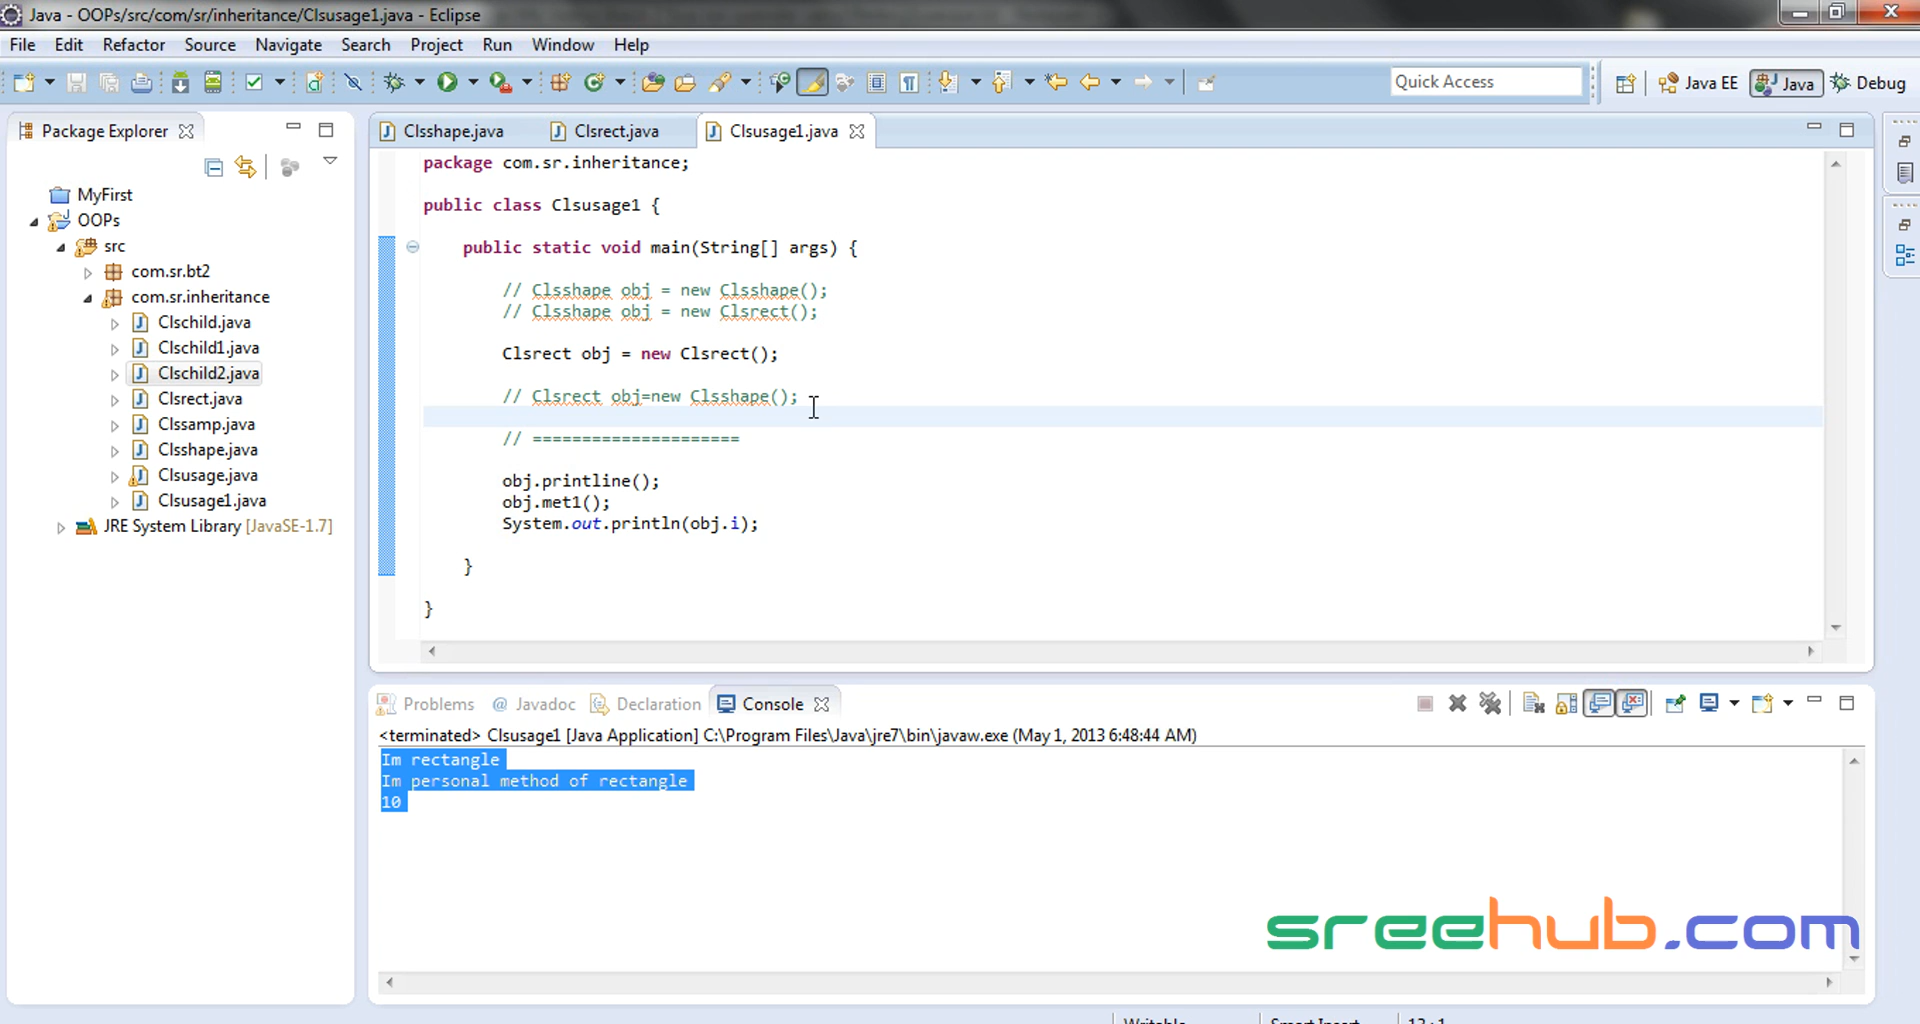 Java - OOPs/src/com/sr/inheritance/Clsusage1.java - Eclipse
File Edit Refactor Source Navigate Search Project Run Window Help
Quick Access
Java EE
Java
Debug
Package Explorer
Clsshape.java
Clsrect.java
Clsusage1.java
MyFirst
OOPs
src
com.sr.bt2
com.sr.inheritance
Clschild.java
Clschild1.java
Clschild2.java
Clsrect.java
Clssamp.java
Clsshape.java
Clsusage.java
Clsusage1.java
JRE System Library [JavaSE-1.7]
package com.sr.inheritance;
public class Clsusage1 {
public static void main(String[] args) {
// Clsshape obj = new Clsshape();
// Clsshape obj = new Clsrect();
Clsrect obj = new Clsrect();
// Clsrect obj=new Clsshape();
// =====================
obj.printline();
obj.met1();
System.out.println(obj.i);
}
}
Problems @ Javadoc Declaration Console
<terminated> Clsusage1 [Java Application] C:\Program Files\Java\jre7\bin\javaw.exe (May 1, 2013 6:48:44 AM)
Im rectangle
Im personal method of rectangle
10
sreehub.com